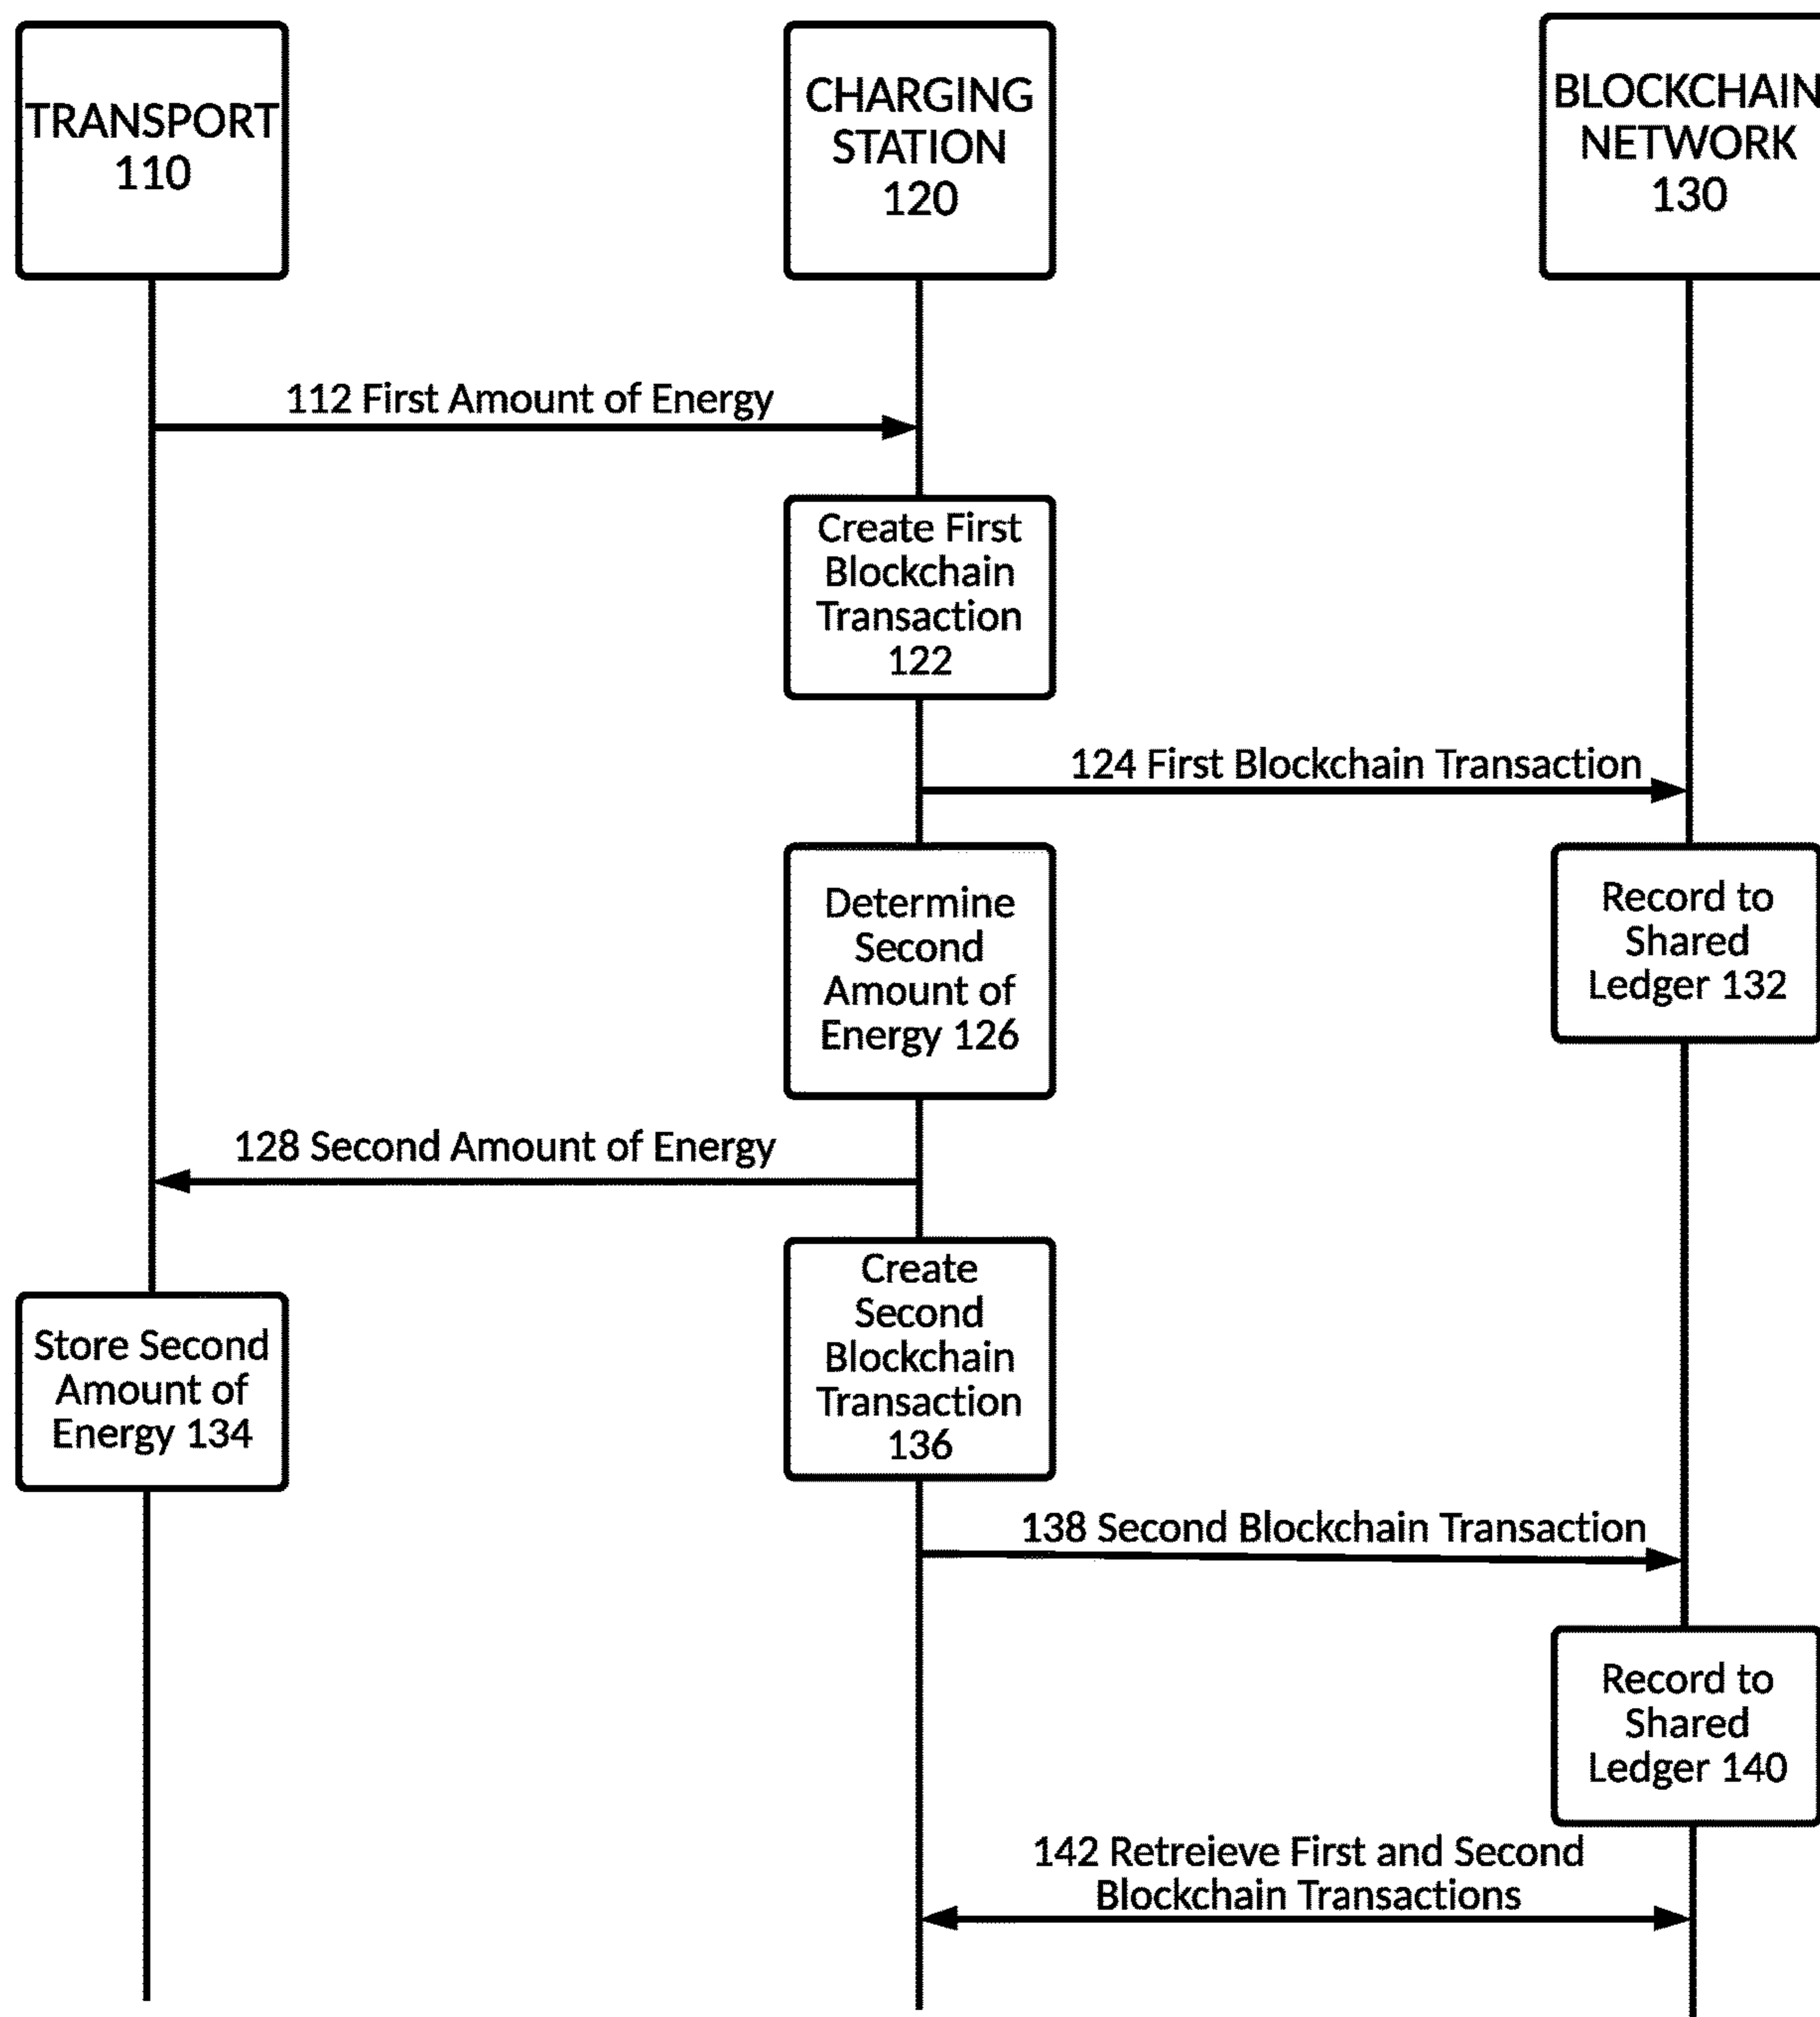 TRANSPORT
110
CHARGING
STATION
120
BLOCKCHAIN
NETWORK
130
112 First Amount of Energy
Create First
Blockchain
Transaction
122
124 First Blockchain Transaction
Determine
Second
Amount of
Energy 126
Record to
Shared
Ledger 132
128 Second Amount of Energy
Create
Second
Blockchain
Transaction
136
Store Second
Amount of
Energy 134
138 Second Blockchain Transaction
Record to
Shared
Ledger 140
142 Retreieve First and Second
Blockchain Transactions